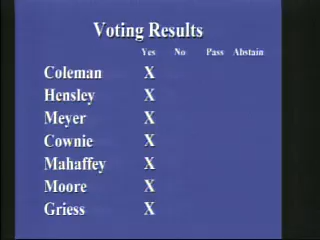 Voting Results
Yes No Pass Abstain
Coleman X
Hensley X
Meyer X
Cownie X
Mahaffey X
Moore X
Griess X